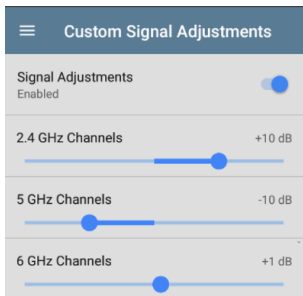 Custom Signal Adjustments
Signal Adjustments
Enabled
2.4 GHz Channels +10 dB
5 GHz Channels -10 dB
6 GHz Channels +1 dB